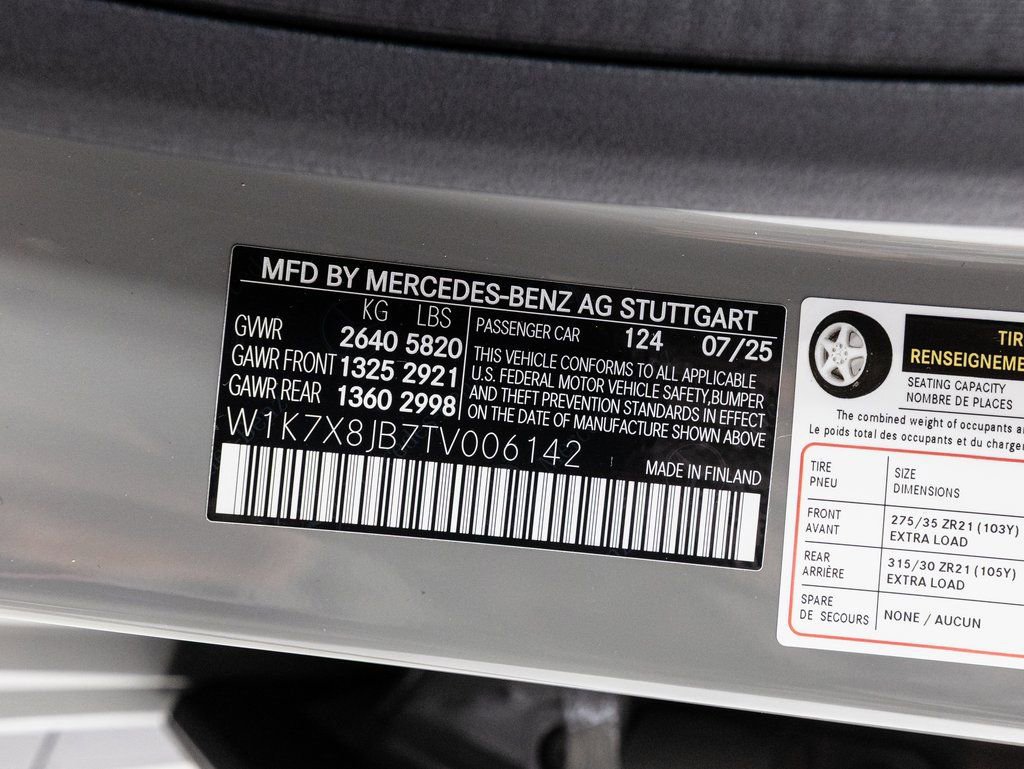 MFD BY MERCEDES-BENZ AG STUTTGART
KG LBS
GVWR 2640 5820
GAWR FRONT 1325 2921
GAWR REAR 1360 2998
PASSENGER CAR 124 07/25
THIS VEHICLE CONFORMS TO ALL APPLICABLE
U.S. FEDERAL MOTOR VEHICLE SAFETY,BUMPER
AND THEFT PREVENTION STANDARDS IN EFFECT
ON THE DATE OF MANUFACTURE SHOWN ABOVE
W1K7X8JB7TV006142
MADE IN FINLAND
TIR
RENSEIGNEME
SEATING CAPACITY
NOMBRE DE PLACES
The combined weight of occupants a
Le poids total des occupants et du charge
TIRE
PNEU
SIZE
DIMENSIONS
FRONT
AVANT
275/35 ZR21 (103Y)
EXTRA LOAD
REAR
ARRIÈRE
315/30 ZR21 (105Y)
EXTRA LOAD
SPARE
DE SECOURS
NONE / AUCUN